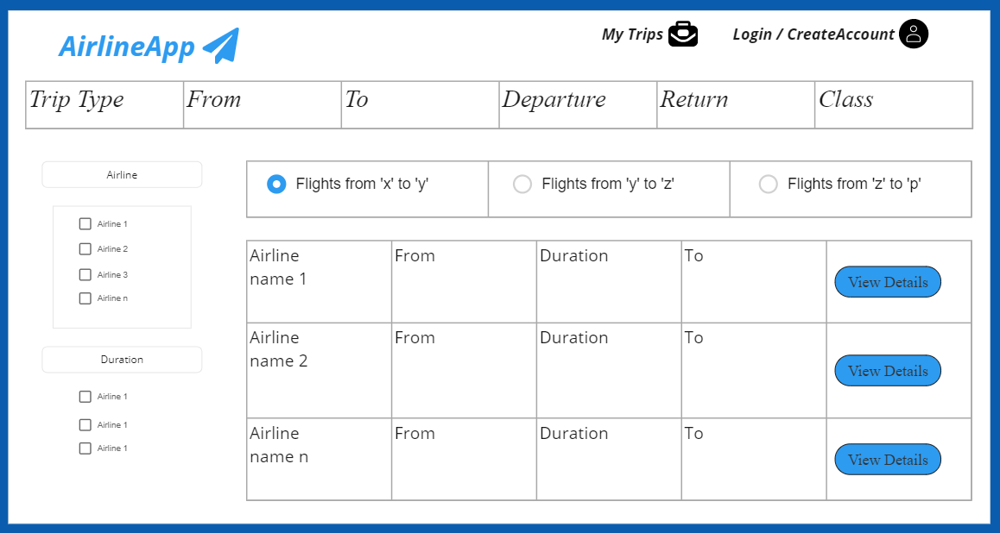 AirlineApp
My Trips
Login / CreateAccount
Trip Type
From
To
Departure
Return
Class
Airline
Airline 1
Airline 2
Airline 3
Airline n
Duration
Airline 1
Airline 1
Airline 1
Flights from 'x' to 'y'
Flights from 'y' to 'z'
Flights from 'z' to 'p'
Airline
name 1
From
Duration
To
View Details
Airline
name 2
From
Duration
To
View Details
Airline
name n
From
Duration
To
View Details